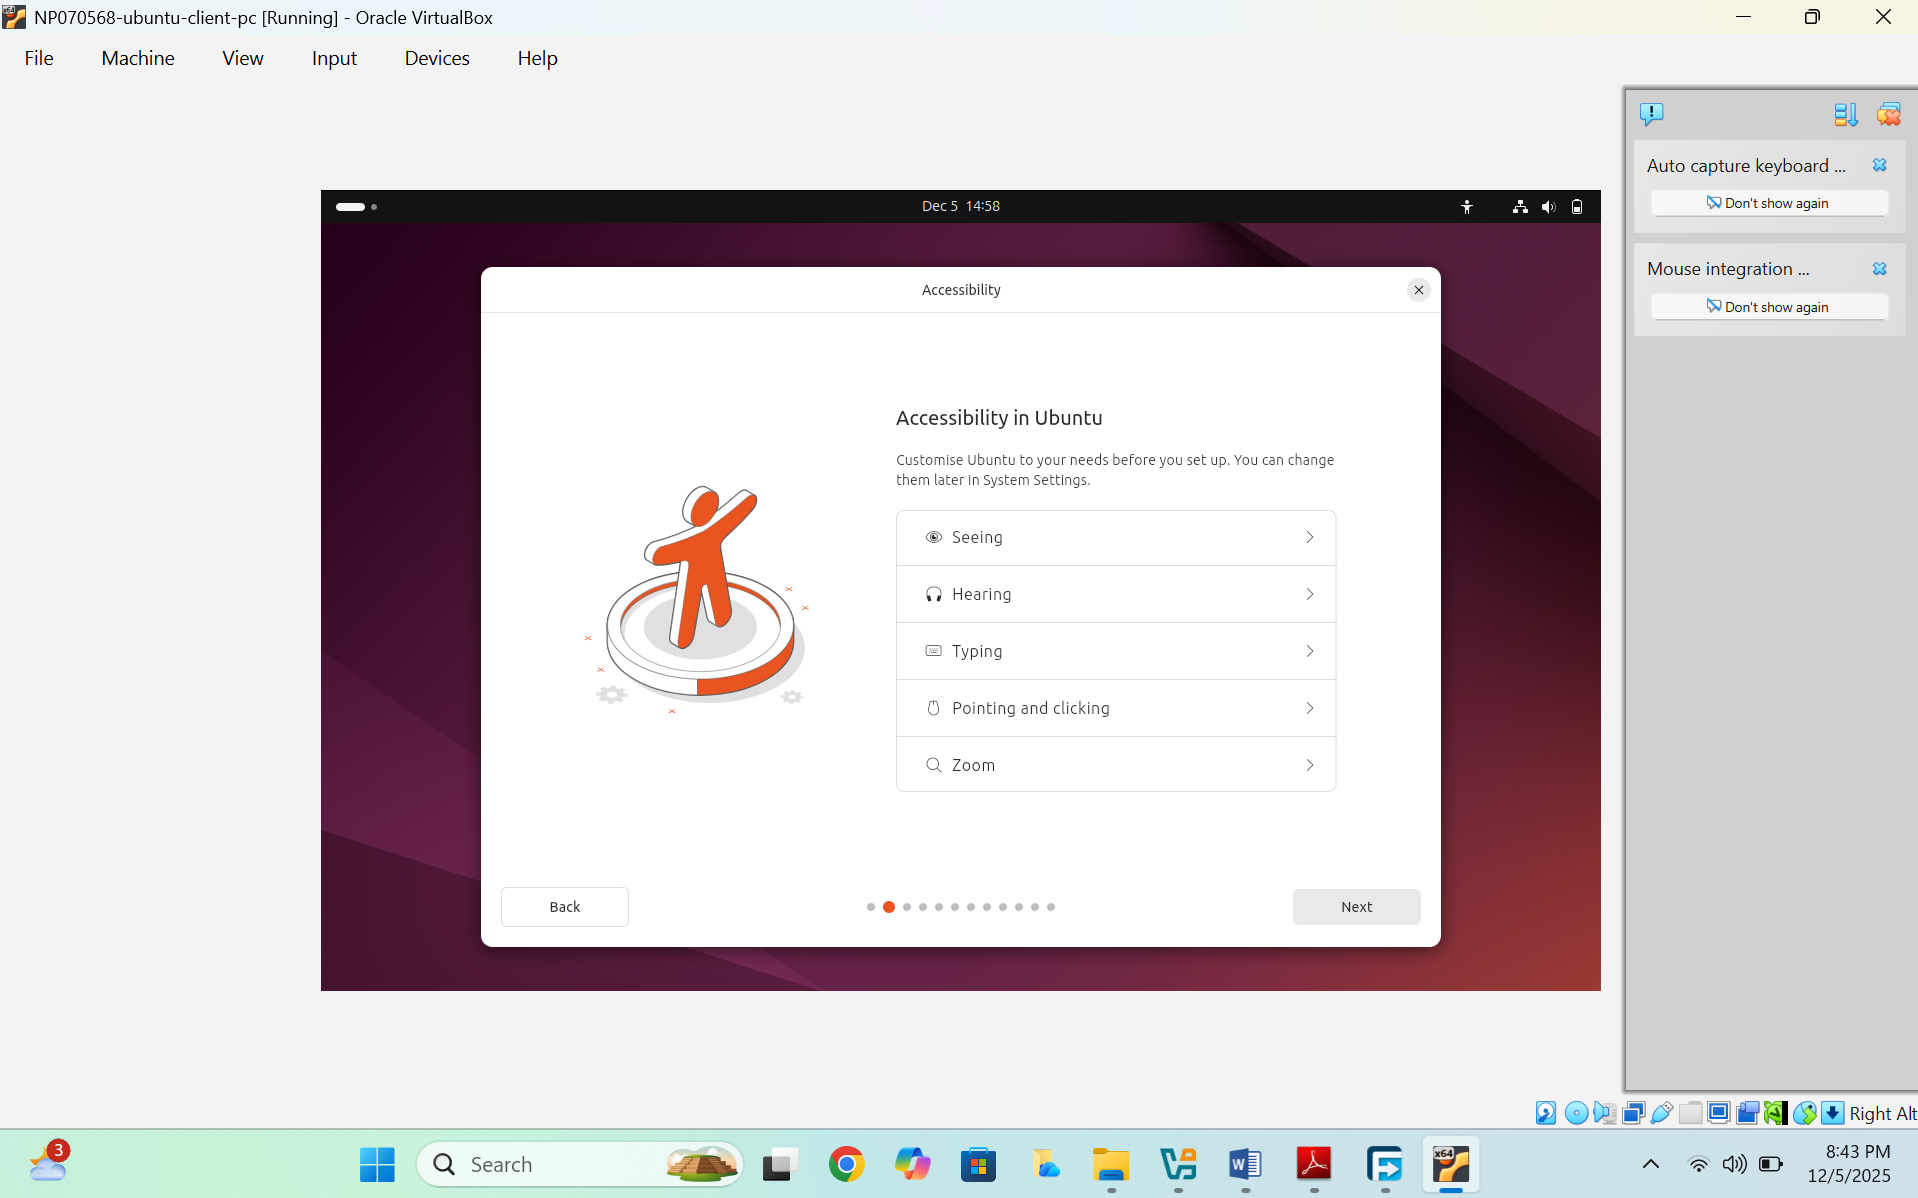 NP070568-ubuntu-client-pc [Running] - Oracle VirtualBox
File Machine View Input Devices Help
Auto capture keyboard ...
Don't show again
Mouse integration ...
Don't show again
Dec 5 14:58
Accessibility
Accessibility in Ubuntu
Customise Ubuntu to your needs before you set up. You can change
them later in System Settings.
Seeing
Hearing
Typing
Pointing and clicking
Zoom
Back
Next
Right Alt
3
Search
x64
8:43 PM
12/5/2025